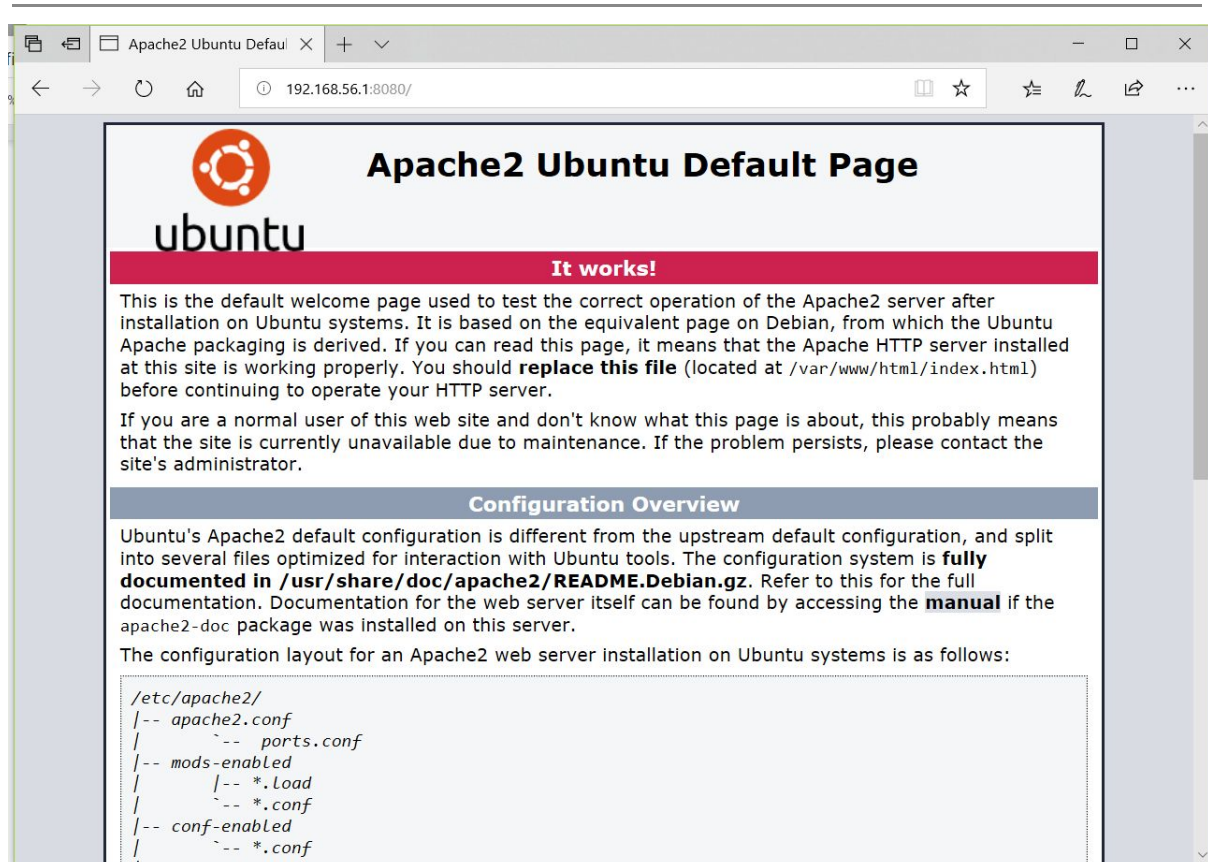 Apache2 Ubuntu Defau
192.168.56.1:8080/
ubuntu
Apache2 Ubuntu Default Page
It works!
This is the default welcome page used to test the correct operation of the Apache2 server after
installation on Ubuntu systems. It is based on the equivalent page on Debian, from which the Ubuntu
Apache packaging is derived. If you can read this page, it means that the Apache HTTP server installed
at this site is working properly. You should replace this file (located at /var/www/html/index.html)
before continuing to operate your HTTP server.
If you are a normal user of this web site and don't know what this page is about, this probably means
that the site is currently unavailable due to maintenance. If the problem persists, please contact the
site's administrator.
Configuration Overview
Ubuntu's Apache2 default configuration is different from the upstream default configuration, and split
into several files optimized for interaction with Ubuntu tools. The configuration system is fully
documented in /usr/share/doc/apache2/README.Debian.gz. Refer to this for the full
documentation. Documentation for the web server itself can be found by accessing the manual if the
apache2-doc package was installed on this server.
The configuration layout for an Apache2 web server installation on Ubuntu systems is as follows:
/etc/apache2/
|-- apache2.conf
|       `--  ports.conf
|-- mods-enabled
|       |-- *.load
|       `-- *.conf
|-- conf-enabled
|       `-- *.conf